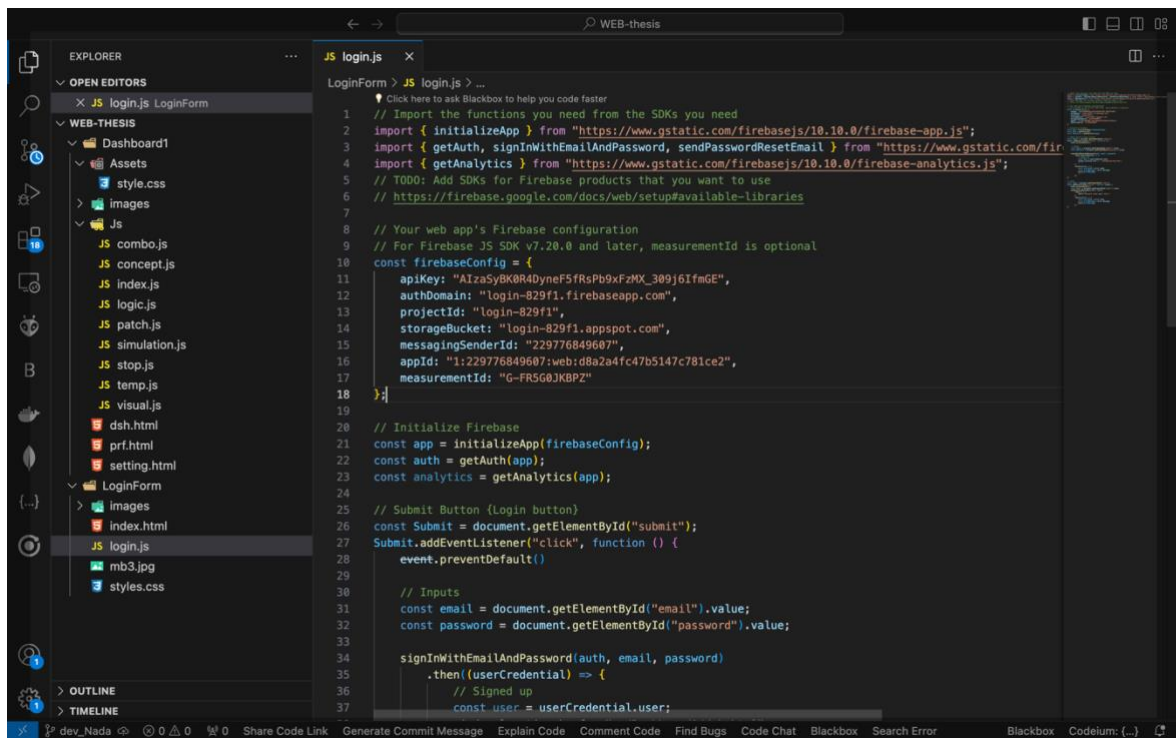 WEB-thesis
EXPLORER
OPEN EDITORS
JS login.js LoginForm
WEB-THESIS
Dashboard1
Assets
style.css
images
Js
JS combo.js
JS concept.js
JS index.js
JS logic.js
JS patch.js
JS simulation.js
JS stop.js
JS temp.js
JS visual.js
dsh.html
prf.html
setting.html
LoginForm
images
index.html
JS login.js
mb3.jpg
styles.css
OUTLINE
TIMELINE
18
1
1
JS login.js
LoginForm > JS login.js > ...
Click here to ask Blackbox to help you code faster
1 // Import the functions you need from the SDKs you need
2 import { initializeApp } from "https://www.gstatic.com/firebasejs/10.10.0/firebase-app.js";
3 import { getAuth, signInWithEmailAndPassword, sendPasswordResetEmail } from "https://www.gstatic.com/fir
4 import { getAnalytics } from "https://www.gstatic.com/firebasejs/10.10.0/firebase-analytics.js";
5 // TODO: Add SDKs for Firebase products that you want to use
6 // https://firebase.google.com/docs/web/setup#available-libraries
7
8 // Your web app's Firebase configuration
9 // For Firebase JS SDK v7.20.0 and later, measurementId is optional
10 const firebaseConfig = {
11 apiKey: "AIzaSyBK0R4DyneF5fRsPb9xFzMX_309j6IfmGE",
12 authDomain: "login-829f1.firebaseapp.com",
13 projectId: "login-829f1",
14 storageBucket: "login-829f1.appspot.com",
15 messagingSenderId: "229776849607",
16 appId: "1:229776849607:web:d8a2a4fc47b5147c781ce2",
17 measurementId: "G-FR5G0JKBPZ"
18 };
19
20 // Initialize Firebase
21 const app = initializeApp(firebaseConfig);
22 const auth = getAuth(app);
23 const analytics = getAnalytics(app);
24
25 // Submit Button {Login button}
26 const Submit = document.getElementById("submit");
27 Submit.addEventListener("click", function () {
28 event.preventDefault()
29
30 // Inputs
31 const email = document.getElementById("email").value;
32 const password = document.getElementById("password").value;
33
34 signInWithEmailAndPassword(auth, email, password)
35 .then((userCredential) => {
36 // Signed up
37 const user = userCredential.user;
dev_Nada 0 0 0 Share Code Link Generate Commit Message Explain Code Comment Code Find Bugs Code Chat Blackbox Search Error Blackbox Codeium: {...}